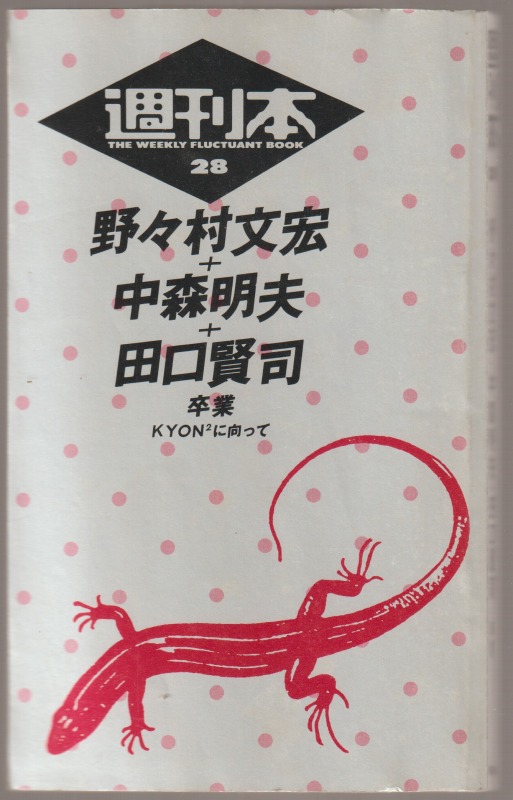 週刊本
THE WEEKLY FLUCTUANT BOOK
28
野々村文宏
+
中森明夫
+
田口賢司
卒業
KYON²に向って